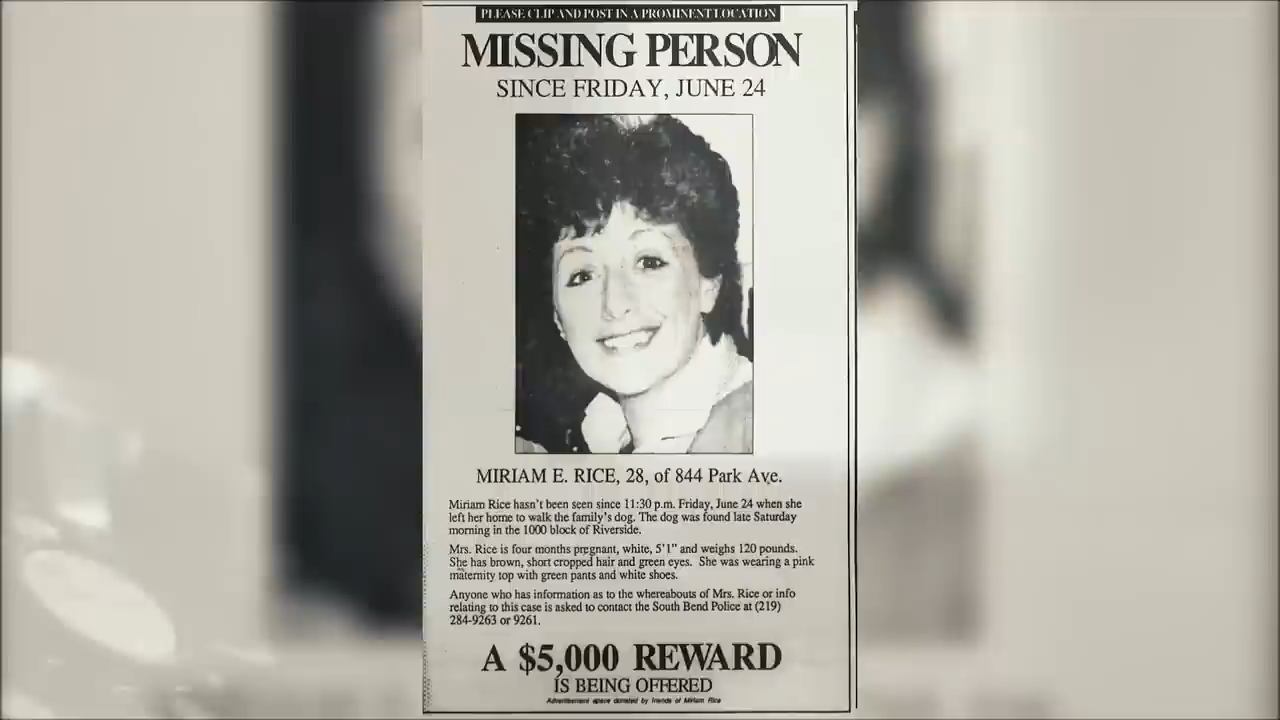 PLEASE CLIP AND POST IN A PROMINENT LOCATION
MISSING PERSON
SINCE FRIDAY, JUNE 24
MIRIAM E. RICE, 28, of 844 Park Ave.
Miriam Rice hasn't been seen since 11:30 p.m. Friday, June 24 when she
left her home to walk the family's dog. The dog was found late Saturday
morning in the 1000 block of Riverside.
Mrs. Rice is four months pregnant, white, 5'1" and weighs 120 pounds.
She has brown, short cropped hair and green eyes. She was wearing a pink
maternity top with green pants and white shoes.
Anyone who has information as to the whereabouts of Mrs. Rice or info
relating to this case is asked to contact the South Bend Police at (219)
284-9263 or 9261.
A $5,000 REWARD
IS BEING OFFERED
Advertisement space donated by friends of Miriam Rice